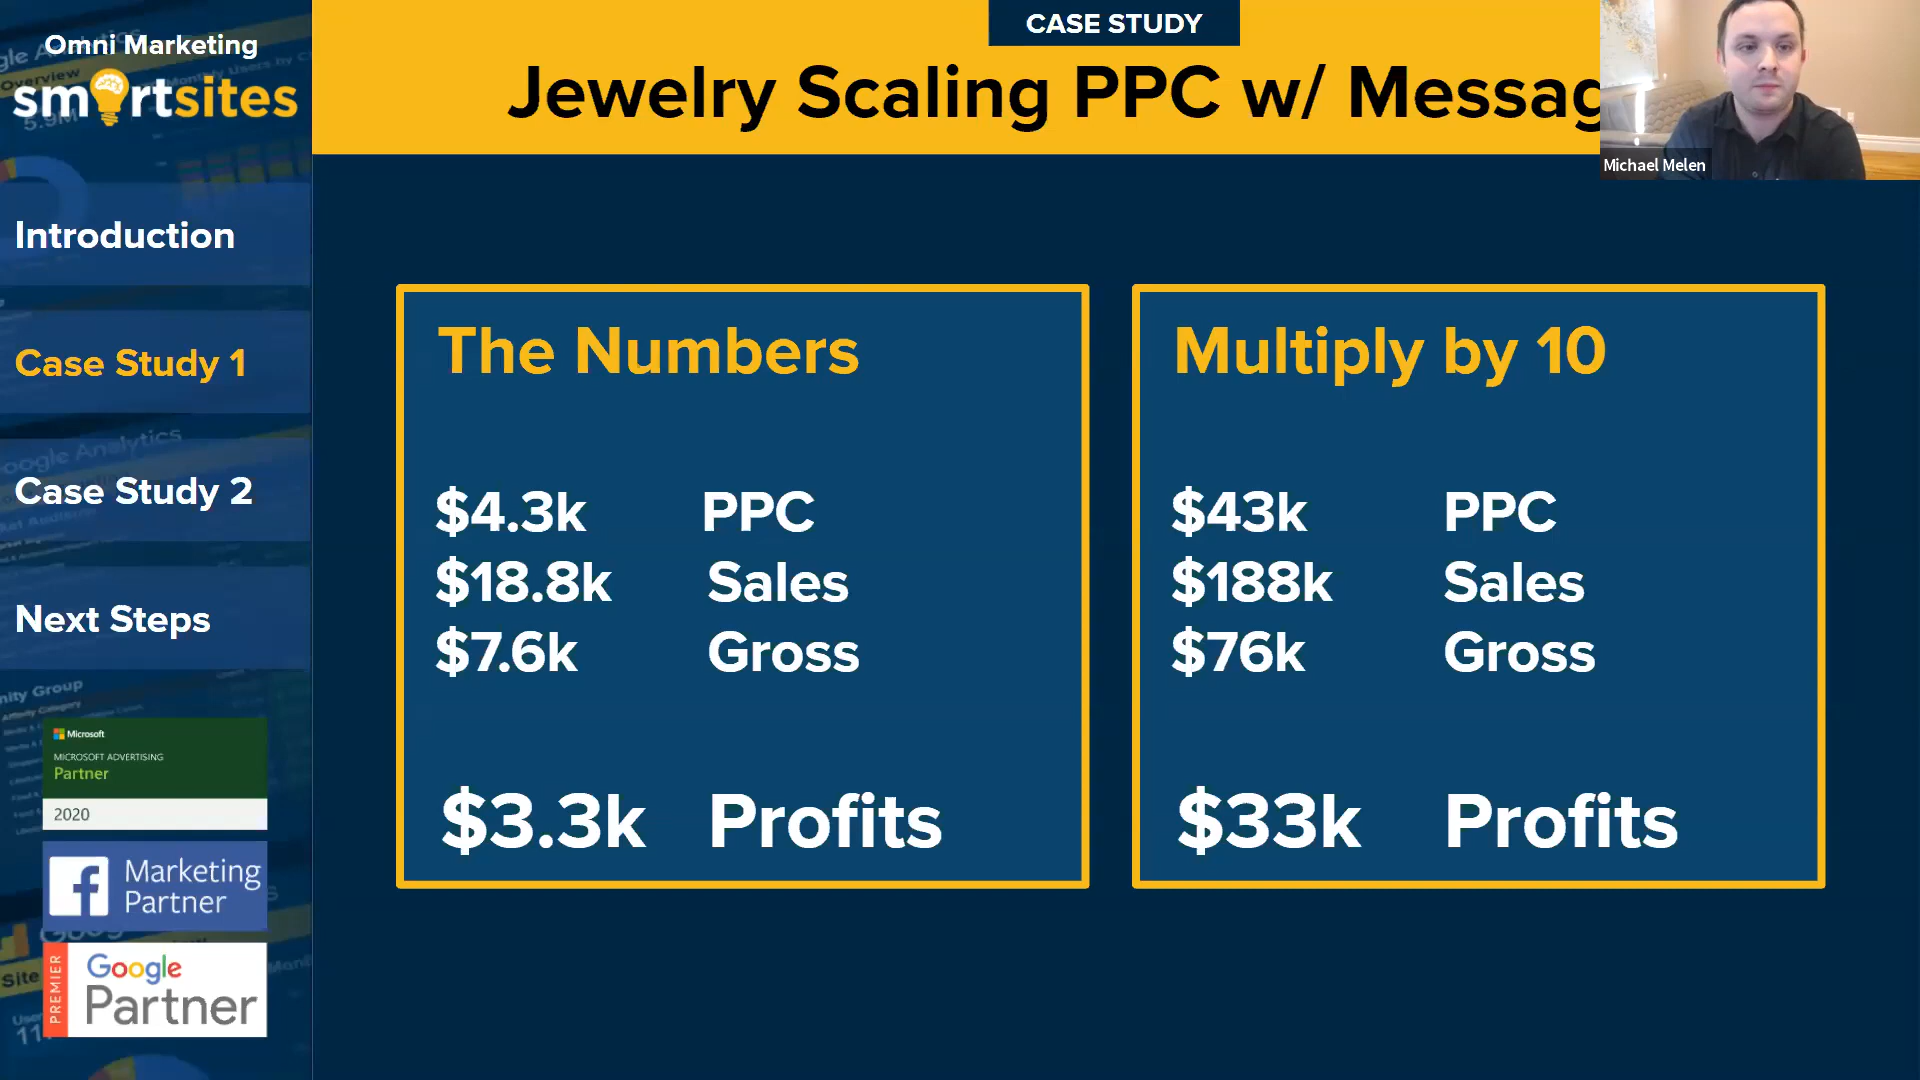 Omni Marketing
smartsites
Introduction
Case Study 1
Case Study 2
Next Steps
Microsoft
MICROSOFT ADVERTISING
Partner
2020
Marketing
Partner
PREMIER
Google
Partner
CASE STUDY
Jewelry Scaling PPC w/ Messag
Michael Melen
The Numbers
$4.3k PPC
$18.8k Sales
$7.6k Gross
$3.3k Profits
Multiply by 10
$43k PPC
$188k Sales
$76k Gross
$33k Profits